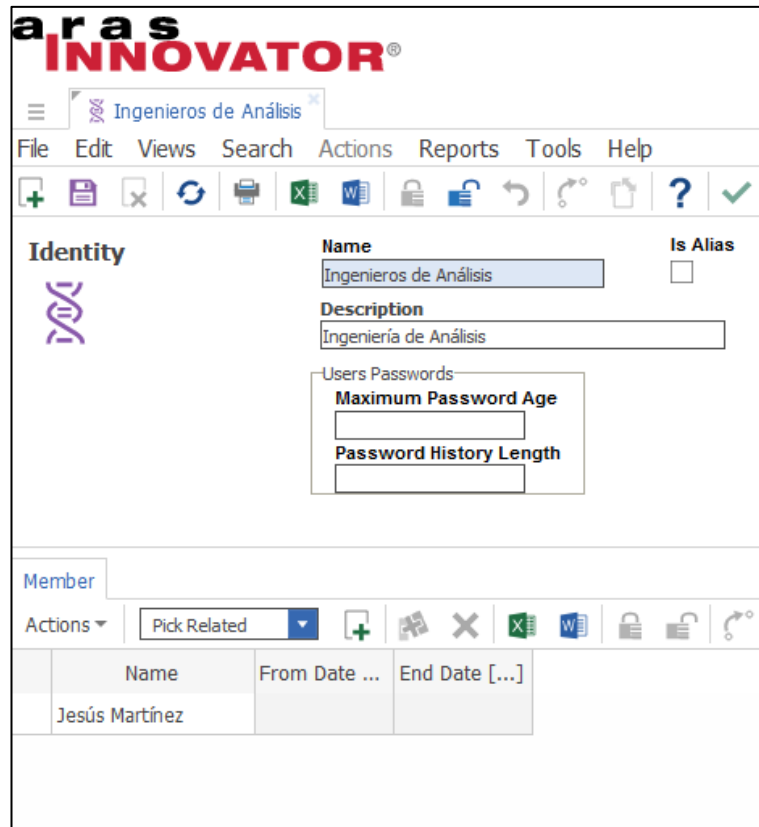 aras
INNOVATOR®
Ingenieros de Análisis
File Edit Views Search Actions Reports Tools Help
Identity
Name Is Alias
Ingenieros de Análisis
Description
Ingeniería de Análisis
Users Passwords
Maximum Password Age
Password History Length
Member
Actions Pick Related
Name From Date ... End Date [...]
Jesús Martínez